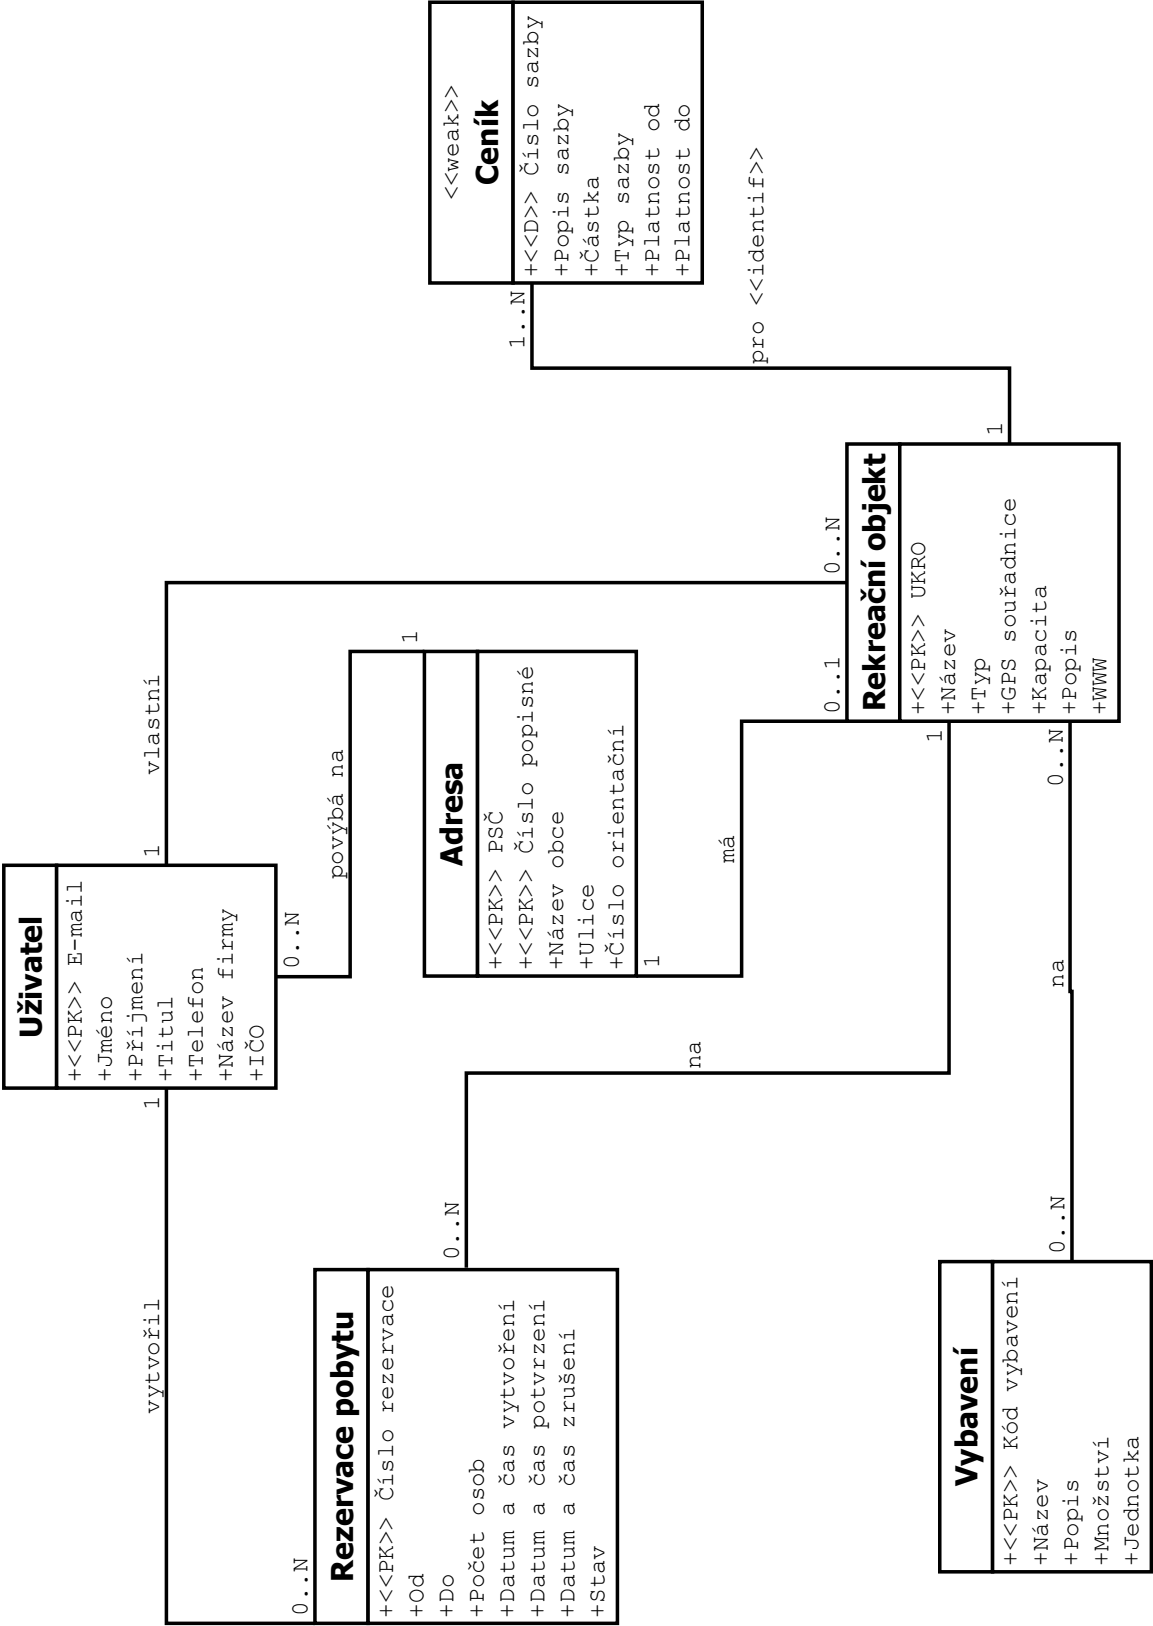 Rezervace pobytu
+<<PK>> Číslo rezervace
+Od
+Do
+Počet osob
+Datum a čas vytvoření
+Datum a čas potvrzení
+Datum a čas zrušení
+Stav
0..N
vytvořil
1
0..N
na
1
Uživatel
+<<PK>> E-mail
+Jméno
+Příjmení
+Titul
+Telefon
+Název firmy
+IČO
1
vlastní
0..N
0..N
povýbá na
1
Adresa
+<<PK>> PSČ
+<<PK>> Číslo popisné
+Název obce
+Ulice
+Číslo orientační
1
má
0..1
Vybavení
+<<PK>> Kód vybavení
+Název
+Popis
+Množství
+Jednotka
0..N
na
0..N
Rekreační objekt
+<<PK>> UKRO
+Název
+Typ
+GPS souřadnice
+Kapacita
+Popis
+WWW
1
pro <<identif>>
1..N
<<weak>>
Ceník
+<<D>> Číslo sazby
+Popis sazby
+Částka
+Typ sazby
+Platnost od
+Platnost do